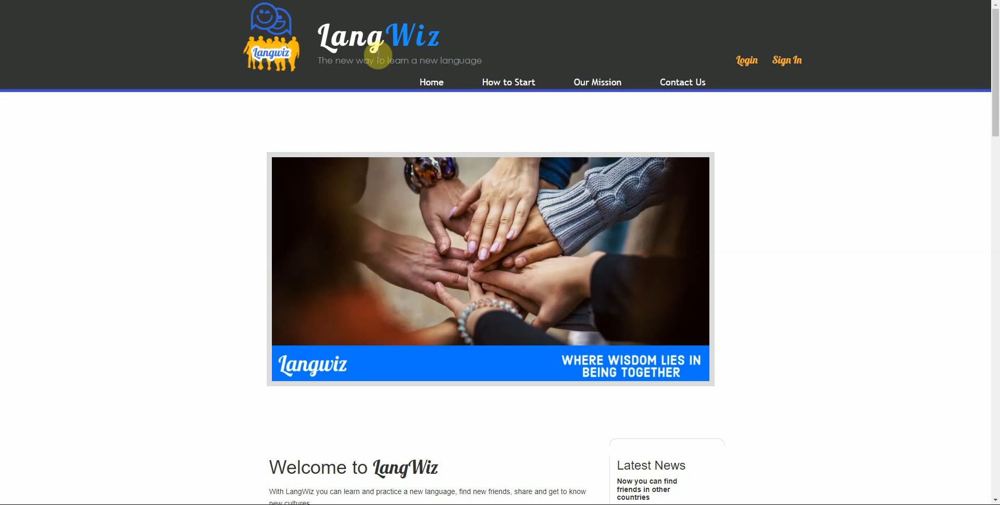 Langwiz
LangWiz
The new way to learn a new language
Login Sign In
Home How to Start Our Mission Contact Us
Langwiz
WHERE WISDOM LIES IN
BEING TOGETHER
Welcome to LangWiz
With LangWiz you can learn and practice a new language, find new friends, share and get to know
new cultures
Latest News
Now you can find
friends in other
countries